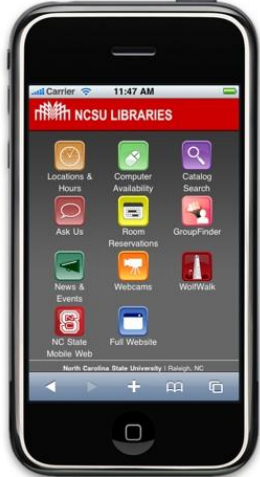 Carrier 11:47 AM
NCSU LIBRARIES
Locations &
Hours
Computer
Availability
Catalog
Search
Ask Us
Room
Reservations
GroupFinder
News &
Events
Webcams
WolfWalk
NC State
Mobile Web
Full Website
North Carolina State University | Raleigh, NC